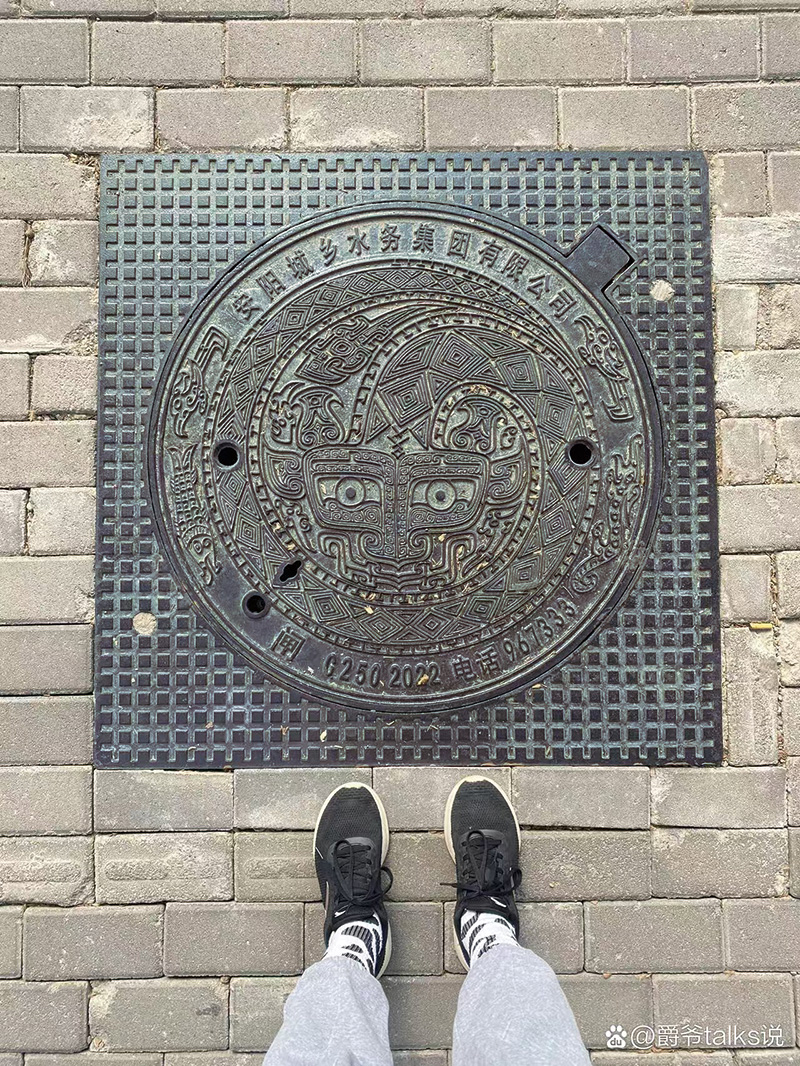 安阳城乡水务集团有限公司
闸 C250 2022 电话 967333
du @爵爷talks说